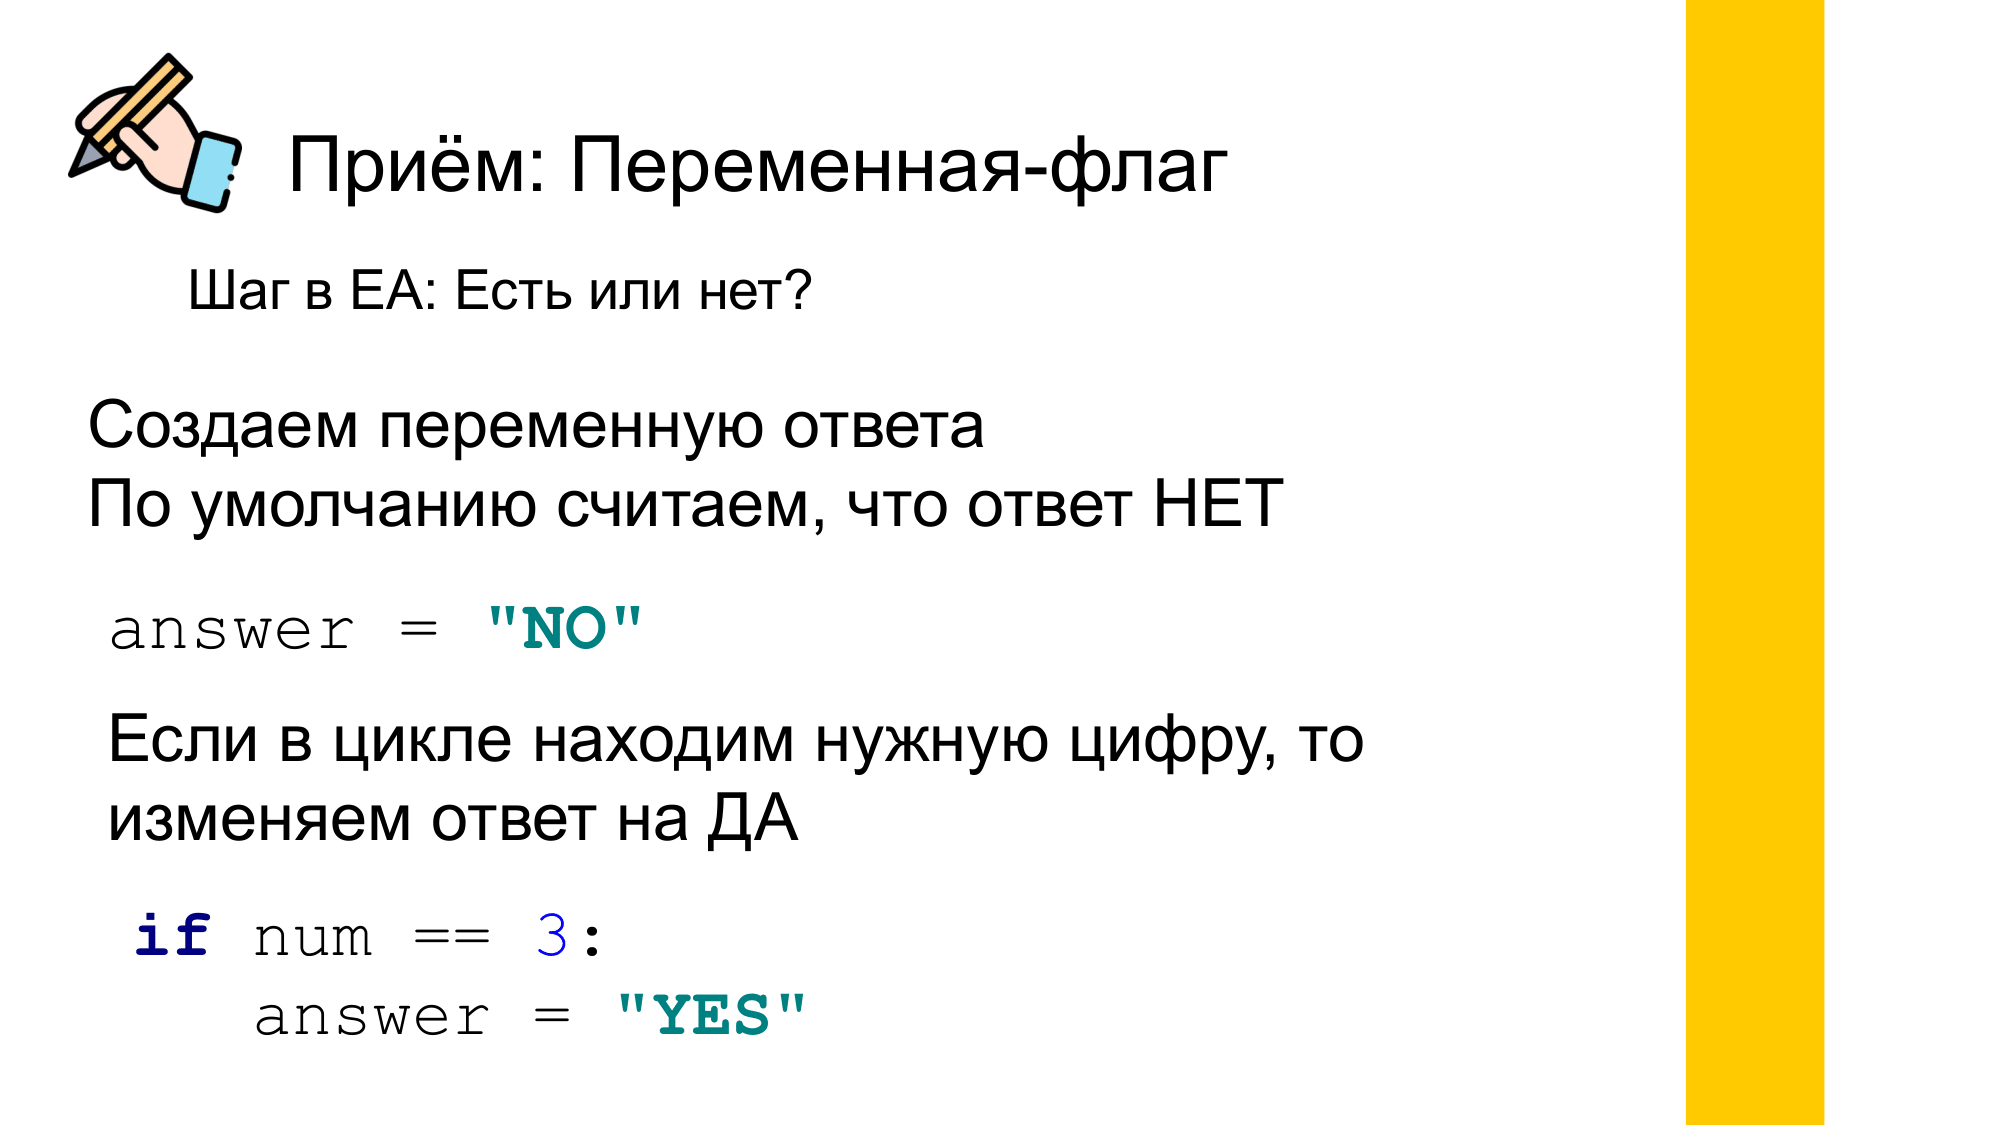 Приём: Переменная-флаг
Шаг в ЕА: Есть или нет?
Создаем переменную ответа
По умолчанию считаем, что ответ НЕТ
answer = "NO"
Если в цикле находим нужную цифру, то
изменяем ответ на ДА
if num == 3:
    answer = "YES"